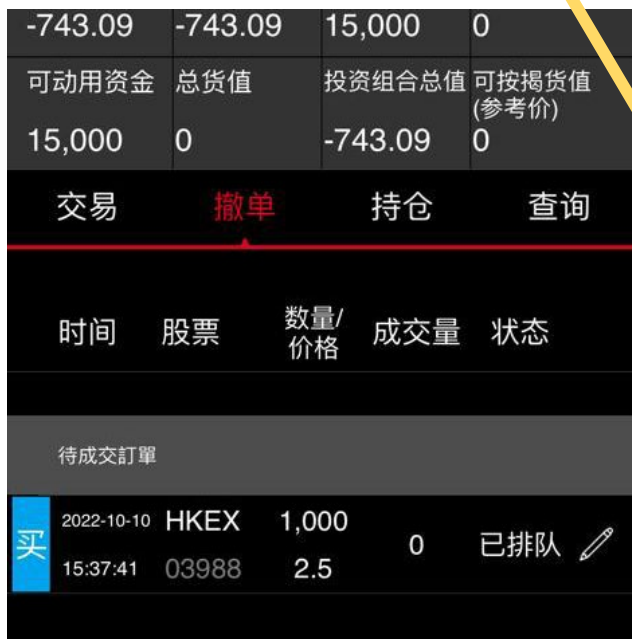 -743.09 -743.09 15,000 0
可动用资金 总货值 投资组合总值 可按揭货值
(参考价)
15,000 0 -743.09 0
交易 撤单 持仓 查询
时间 股票 数量/ 成交量 状态
价格
待成交訂單
买 2022-10-10 HKEX 1,000 0 已排队
15:37:41 03988 2.5